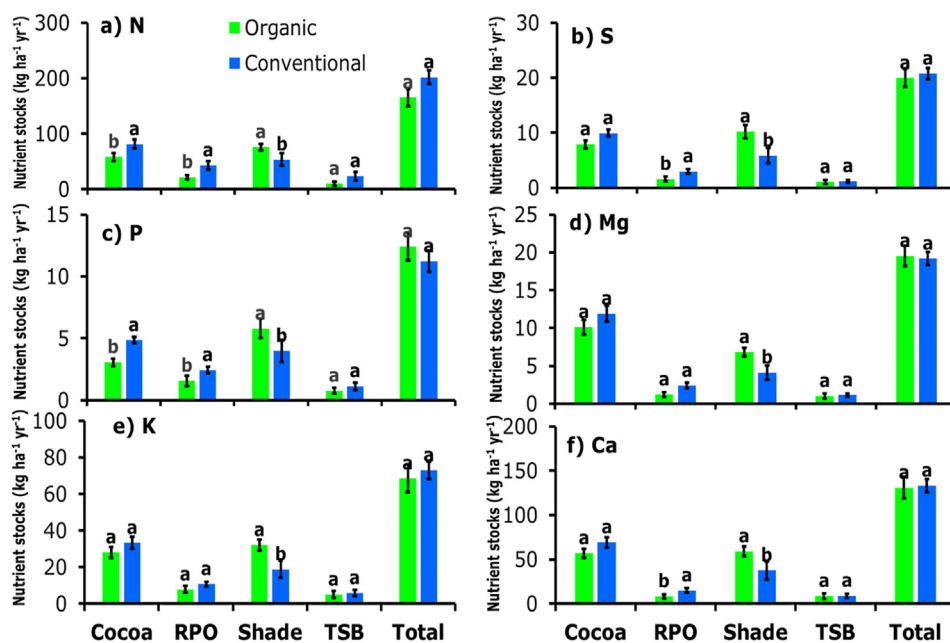 Nutrient stocks (kg ha⁻¹ yr⁻¹)
300
200
100
0
a) N
Organic
Conventional
b a b a a b a a a a
Nutrient stocks (kg ha⁻¹ yr⁻¹)
30
20
10
0
b) S
a a b a a b a a a a
Nutrient stocks (kg ha⁻¹ yr⁻¹)
15
10
5
0
c) P
b a b a a b a a a a
Nutrient stocks (kg ha⁻¹ yr⁻¹)
25
20
15
10
5
0
d) Mg
a a a a a b a a a a
Nutrient stocks (kg ha⁻¹ yr⁻¹)
100
80
60
40
20
0
e) K
a a a a a b a a a a
Cocoa RPO Shade TSB Total
Nutrient stocks (kg ha⁻¹ yr⁻¹)
200
150
100
50
0
f) Ca
a a b a a b a a a a
Cocoa RPO Shade TSB Total